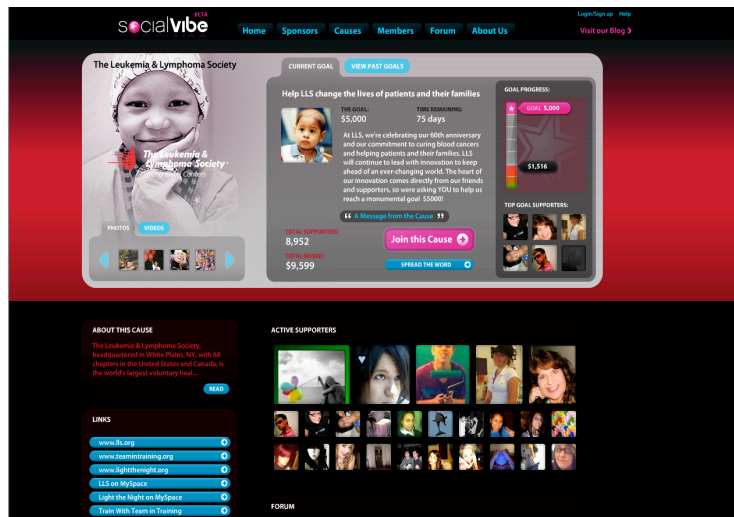 BETA
socialvibe
Login/Sign up Help
Home Sponsors Causes Members Forum About Us
Visit our Blog
The Leukemia & Lymphoma Society
The Leukemia &
Lymphoma Society
Fighting Blood Cancers
PHOTOS VIDEOS
CURRENT GOAL VIEW PAST GOALS
Help LLS change the lives of patients and their families
THE GOAL: TIME REMAINING:
$5,000 75 days
At LLS, we're celebrating our 60th anniversary
and our commitment to curing blood cancers
and helping patients and their families. LLS
will continue to lead with innovation to keep
ahead of an ever-changing world. The heart of
our innovation comes directly from our friends
and supporters, so were asking YOU to help us
reach a monumental goal $5000!
“ A Message from the Cause ”
TOTAL SUPPORTERS:
8,952
TOTAL RAISED:
$9,599
Join this Cause +
SPREAD THE WORD
GOAL PROGRESS:
GOAL 5,000
$1,516
TOP GOAL SUPPORTERS:
ABOUT THIS CAUSE
The Leukemia & Lymphoma Society,
headquartered in White Plains, NY, with 68
chapters in the United States and Canada, is
the world's largest voluntary heal...
READ
LINKS
www.lls.org
www.teamintraining.org
www.lightthenight.org
LLS on MySpace
Light the Night on MySpace
Train With Team in Training
ACTIVE SUPPORTERS
FORUM